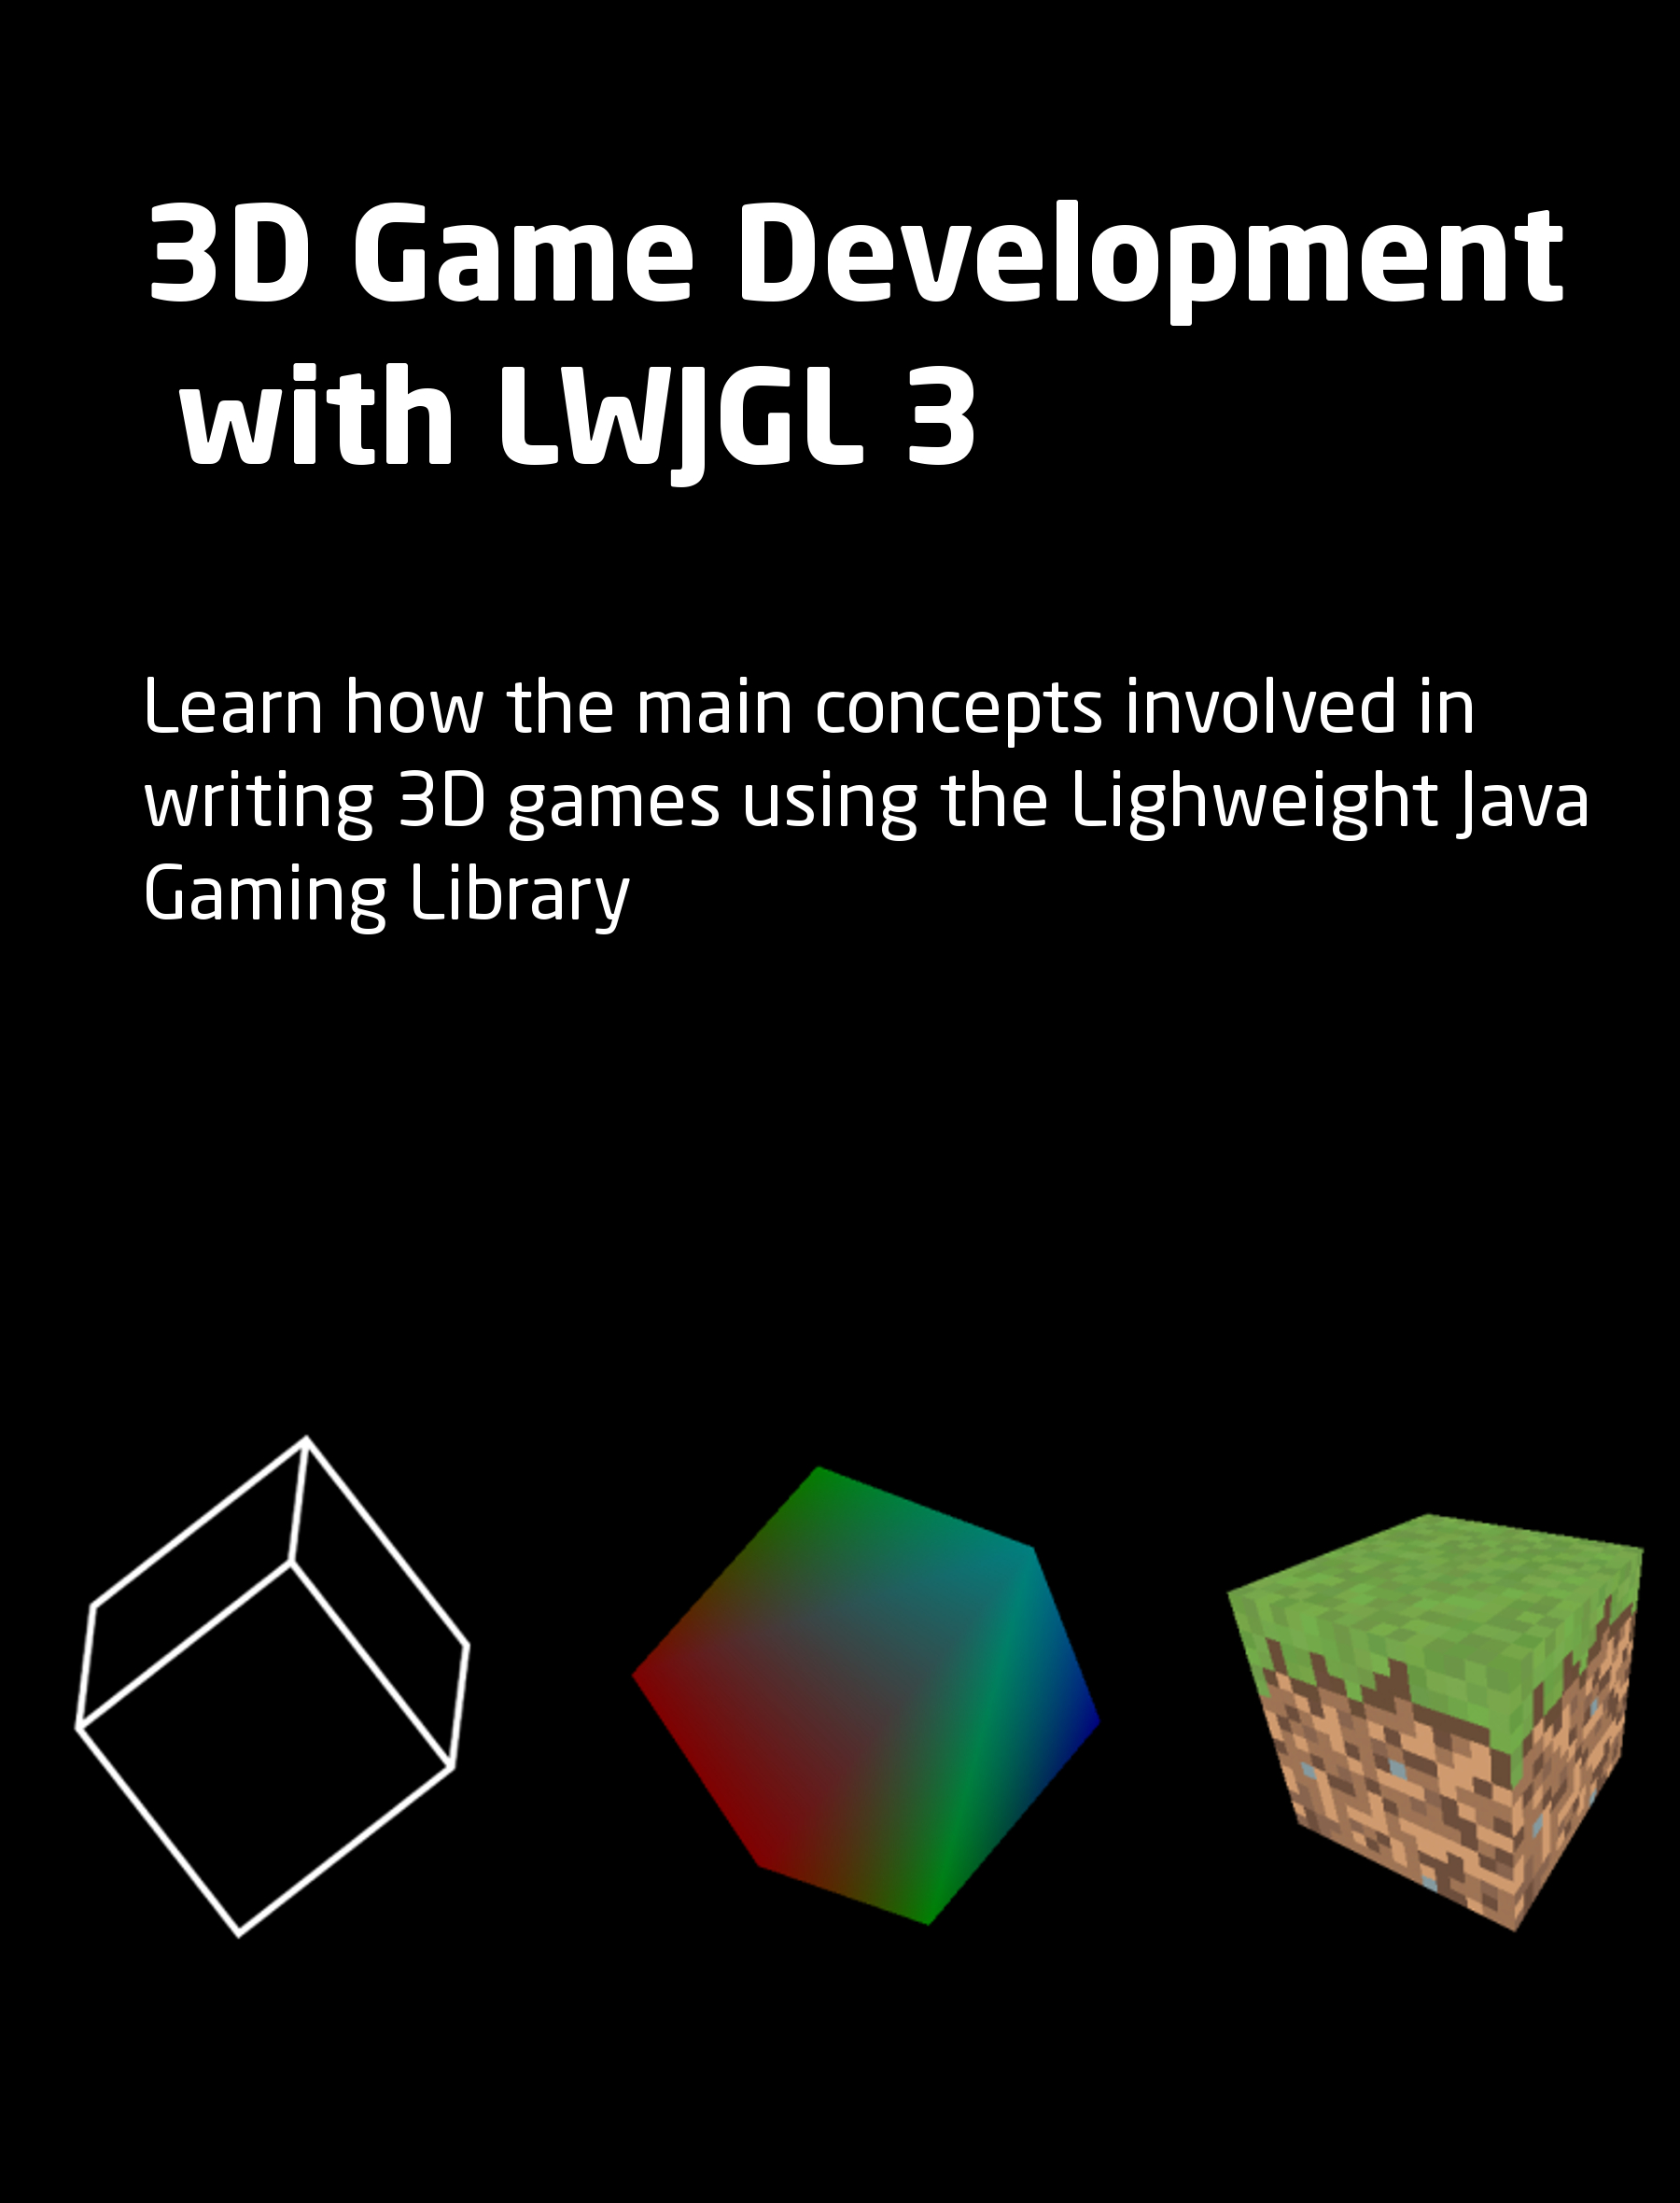 3D Game Development
with LWJGL 3
Learn how the main concepts involved in
writing 3D games using the Lighweight Java
Gaming Library